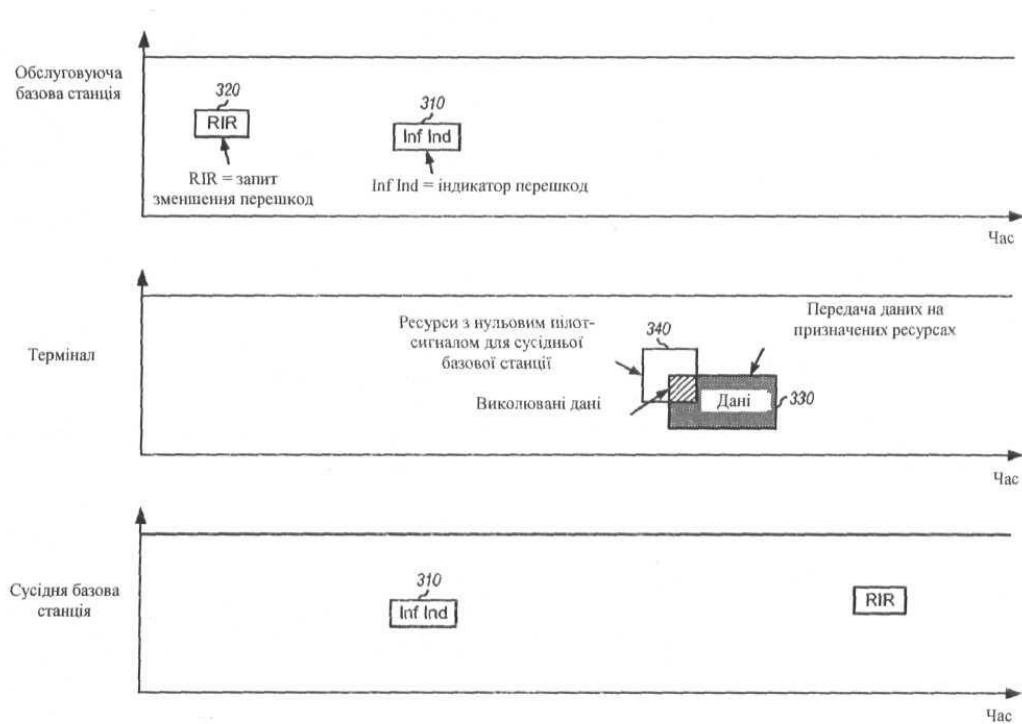 Обслуговуюча
базова станція
320
RIR
RIR = запит
зменшення перешкод
310
Inf Ind
Inf Ind = індикатор перешкод
Час
Термінал
Ресурси з нульовим пілот-
сигналом для сусідньої
базової станції
340
Виколювані дані
Передача даних на
призначених ресурсах
Дані
330
Час
Сусідня базова
станція
310
Inf Ind
RIR
Час